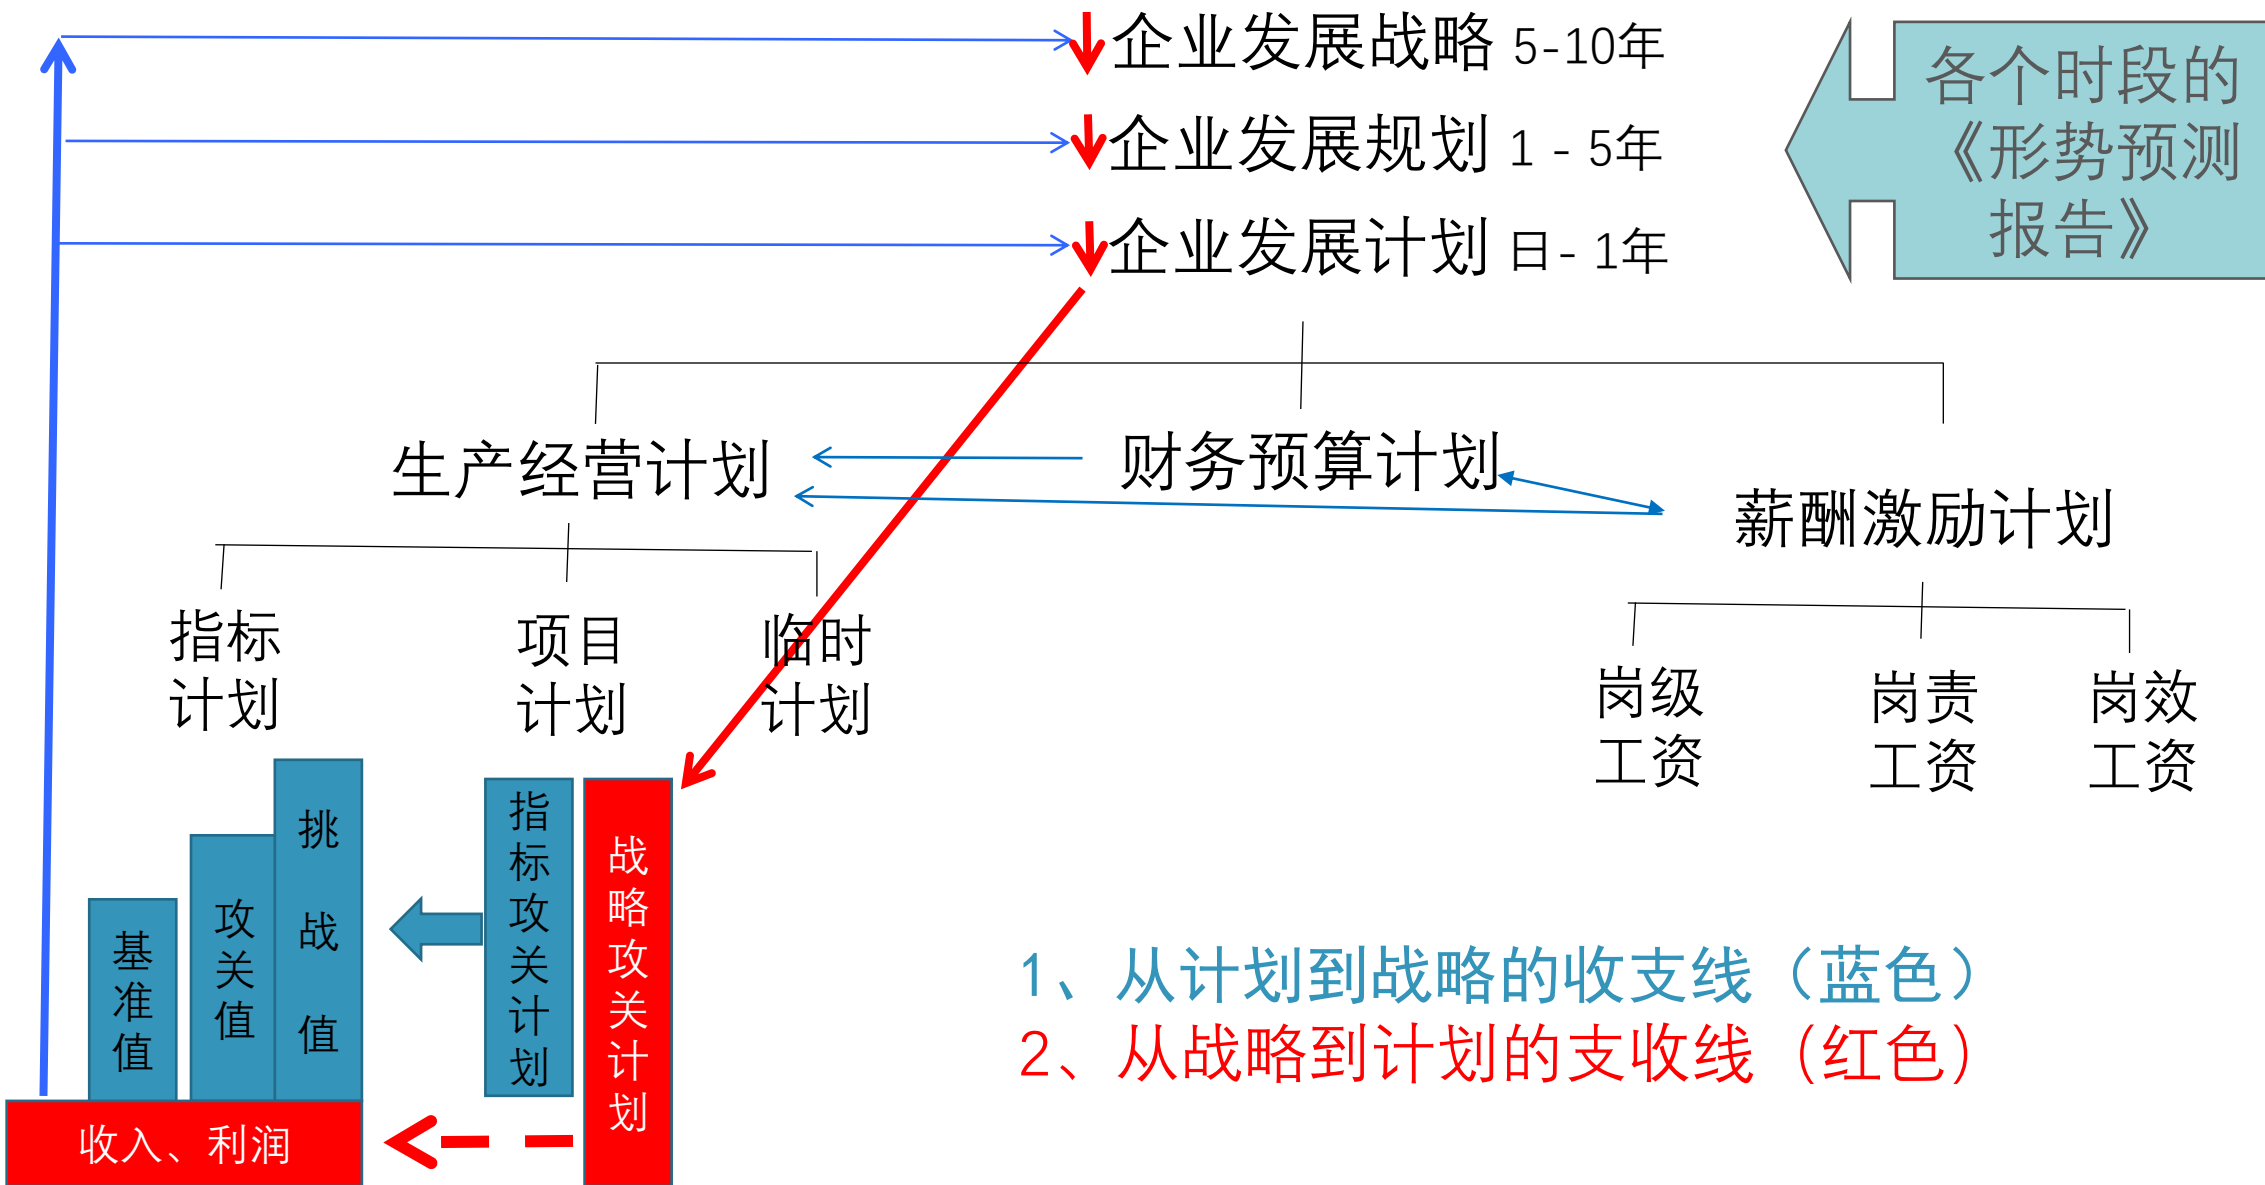 企业发展战略 5-10年
企业发展规划 1 - 5年
企业发展计划 日- 1年
各个时段的
《形势预测
报告》
生产经营计划
财务预算计划
薪酬激励计划
指标
计划
项目
计划
临时
计划
岗级
工资
岗责
工资
岗效
工资
基准值
攻关值
挑战值
指标攻关计划
战略攻关计划
收入、利润
1、从计划到战略的收支线（蓝色）
2、从战略到计划的支收线（红色）